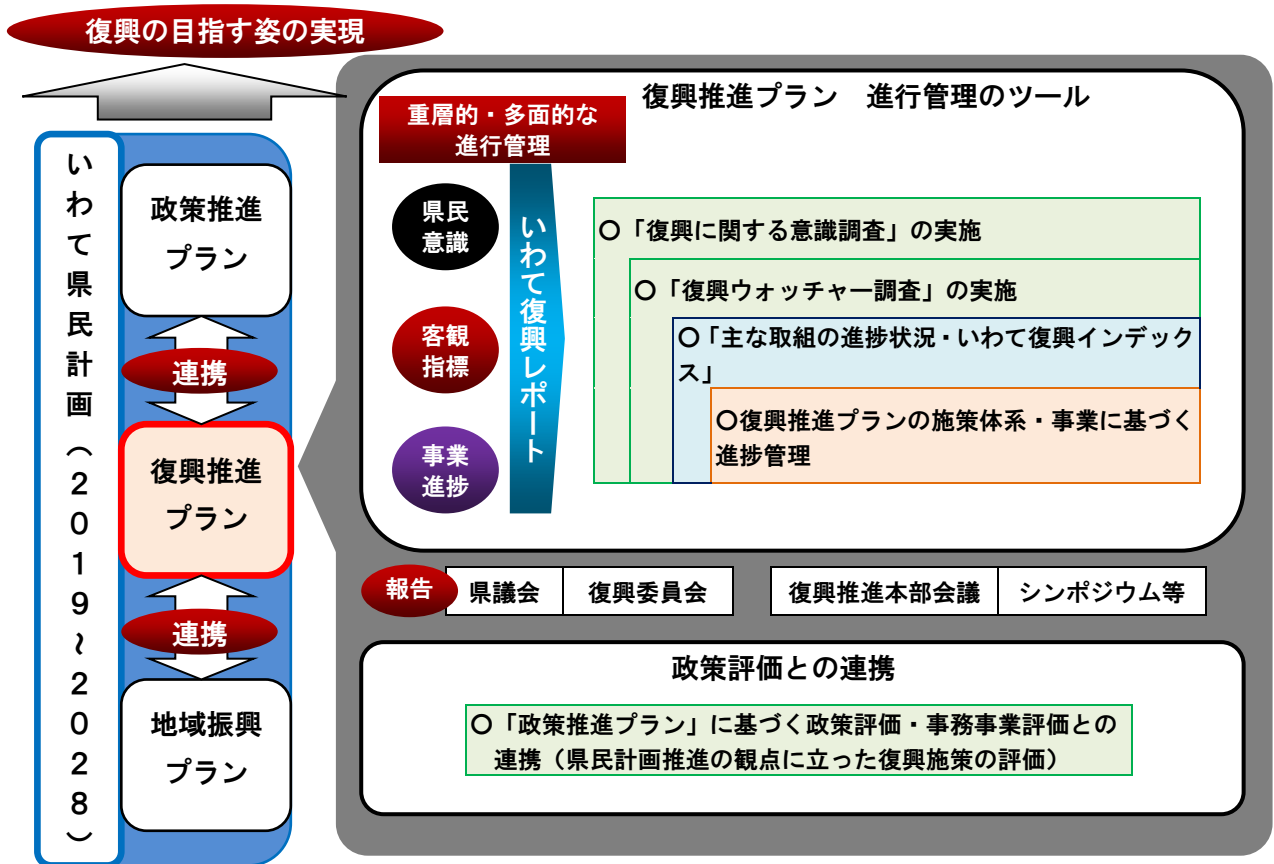 復興の目指す姿の実現
いわて県民計画（２０１９～２０２８）
政策推進
プラン
連携
復興推進
プラン
連携
地域振興
プラン
復興推進プラン　進行管理のツール
重層的・多面的な
進行管理
県民
意識
客観
指標
事業
進捗
いわて復興レポート
○「復興に関する意識調査」の実施
○「復興ウォッチャー調査」の実施
○「主な取組の進捗状況・いわて復興インデック
ス」
○復興推進プランの施策体系・事業に基づく
進捗管理
報告
県議会
復興委員会
復興推進本部会議
シンポジウム等
政策評価との連携
○「政策推進プラン」に基づく政策評価・事務事業評価との
連携（県民計画推進の観点に立った復興施策の評価）